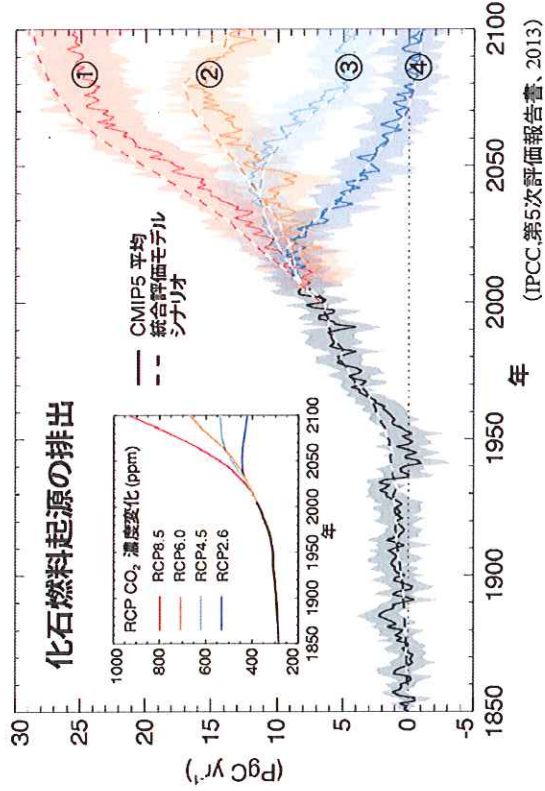 化石燃料起源の排出
RCP CO₂ 濃度変化 (ppm)
1000
800
600
400
200
RCP8.5
RCP6.0
RCP4.5
RCP2.6
1850
1900
1950
2000
2050
2100
年
CMIP5 平均
統合評価モデル
シナリオ
①
②
③
④
(PgC yr⁻¹)
30
25
20
15
10
5
0
-5
1850
1900
1950
2000
2050
2100
年
(IPCC,第5次評価報告書、2013)